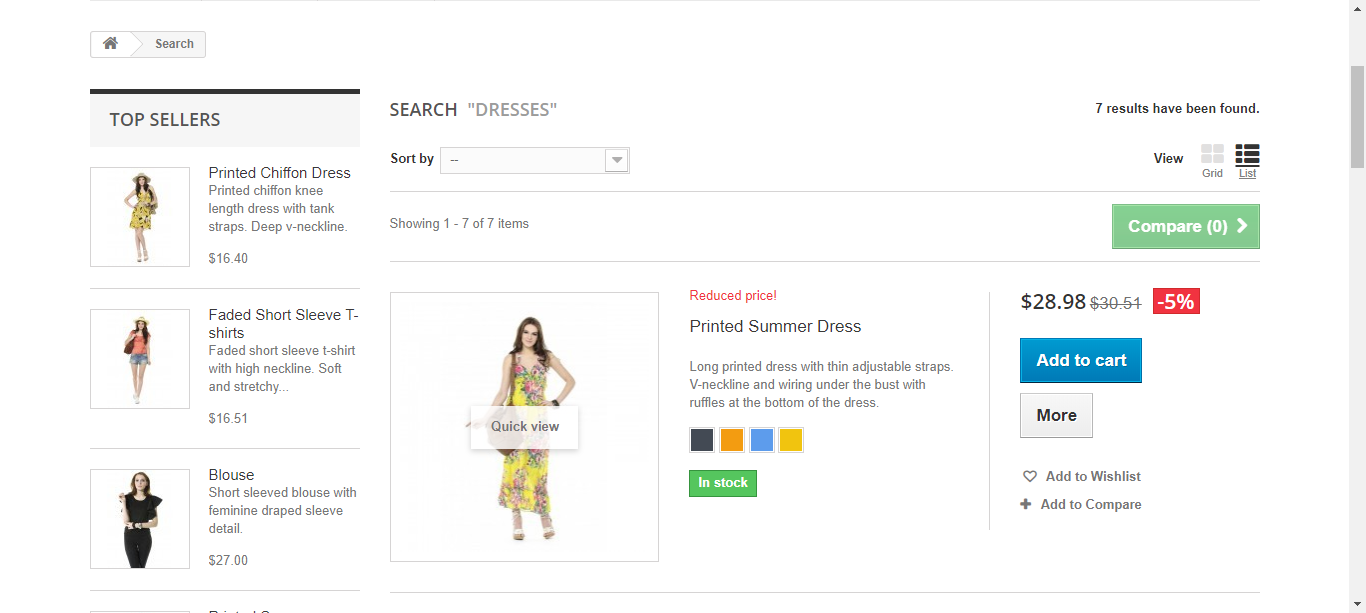 Search
TOP SELLERS
Printed Chiffon Dress
Printed chiffon knee
length dress with tank
straps. Deep v-neckline.
$16.40
Faded Short Sleeve T-
shirts
Faded short sleeve t-shirt
with high neckline. Soft
and stretchy...
$16.51
Blouse
Short sleeved blouse with
feminine draped sleeve
detail.
$27.00
SEARCH "DRESSES"
7 results have been found.
Sort by --
View
Grid
List
Showing 1 - 7 of 7 items
Compare (0)
Quick view
Reduced price!
Printed Summer Dress
Long printed dress with thin adjustable straps.
V-neckline and wiring under the bust with
ruffles at the bottom of the dress.
In stock
$28.98 $30.51 -5%
Add to cart
More
Add to Wishlist
Add to Compare